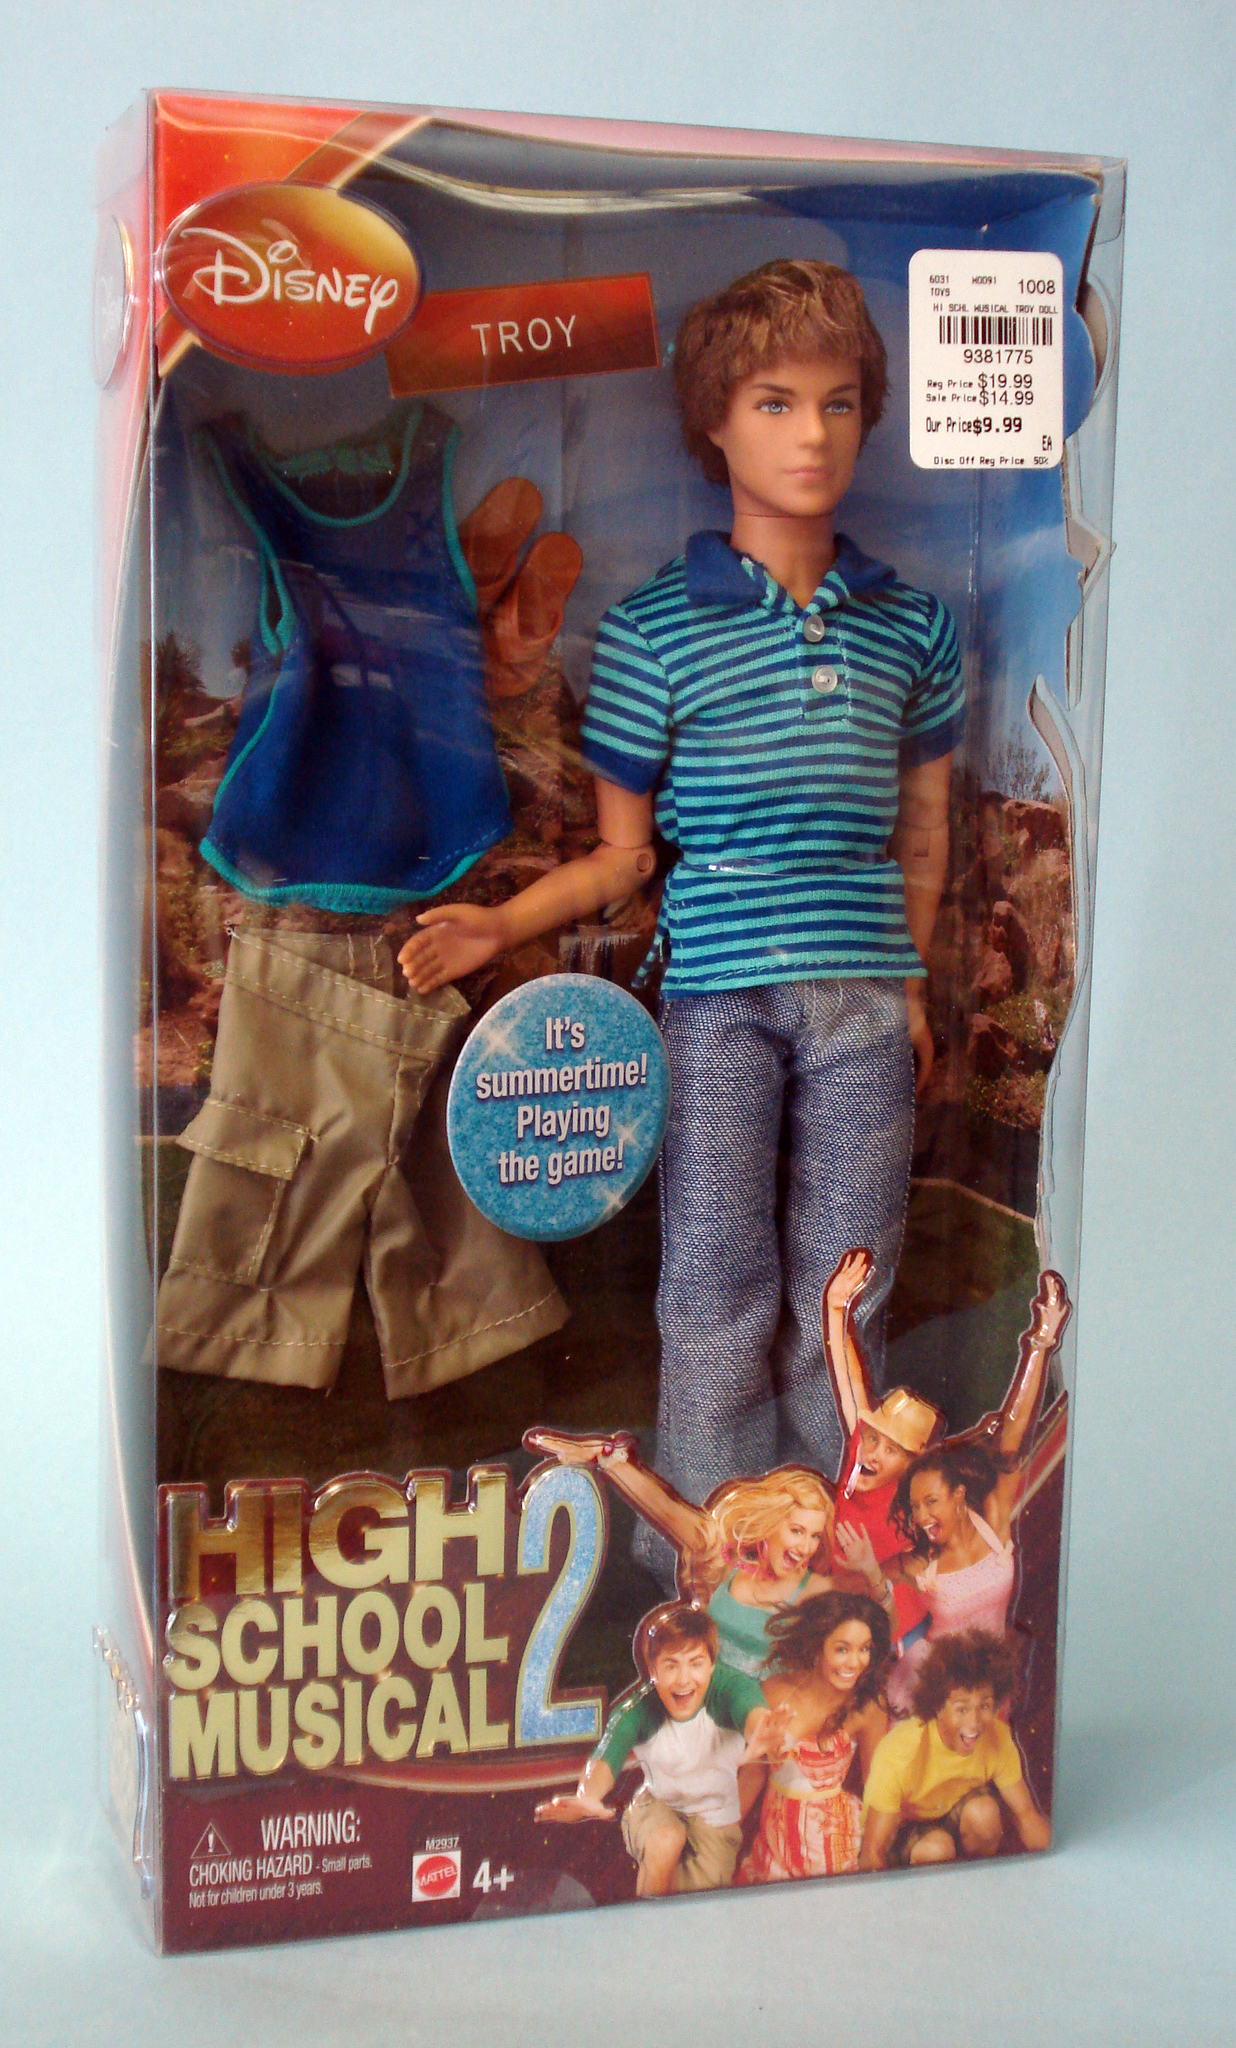 Disney
TROY
6031 W0091 1008
TOYS
HI SCHL MUSICAL TROY DOLL
9381775
Reg Price $19.99
Sale Price $14.99
Our Price $9.99
EA
Disc Off Reg Price 50%
It's
summertime!
Playing
the game!
HIGH
SCHOOL
MUSICAL 2
WARNING:
CHOKING HAZARD - Small parts.
Not for children under 3 years.
M2937
MATTEL
4+